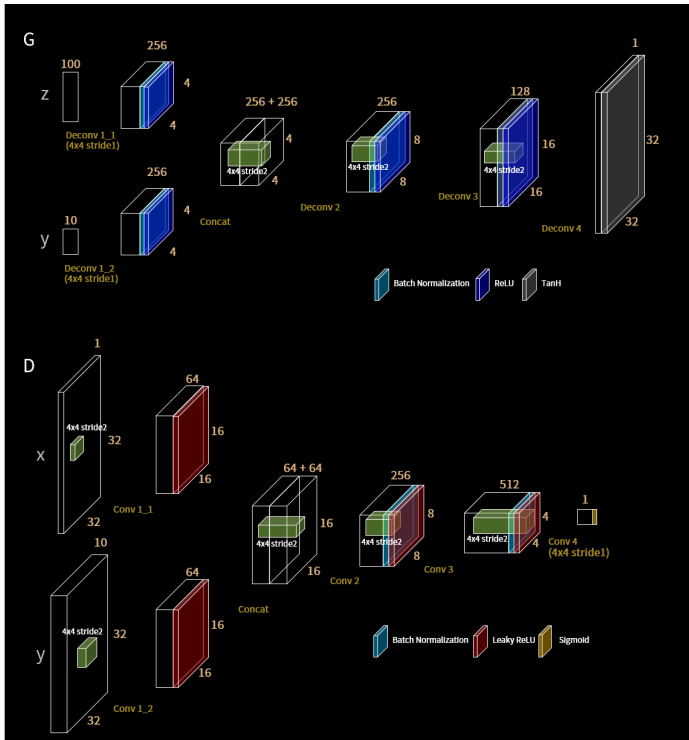 G
1
256
100
z
4
4
Deconv 1_1
(4x4 stride1)
256 + 256
4
4
4x4 stride2
Concat
256
8
8
4x4 stride2
Deconv 2
128
16
16
4x4 stride2
Deconv 3
32
32
Deconv 4
256
10
y
4
4
Deconv 1_2
(4x4 stride1)
Batch Normalization
ReLU
TanH
D
1
x
4x4 stride2
32
32
Conv 1_1
64
16
16
10
y
4x4 stride2
32
32
Conv 1_2
64
16
16
64 + 64
16
16
4x4 stride2
Concat
Conv 2
256
8
8
4x4 stride2
Conv 3
512
4
4
4x4 stride2
1
Conv 4
(4x4 stride1)
Batch Normalization
Leaky ReLU
Sigmoid